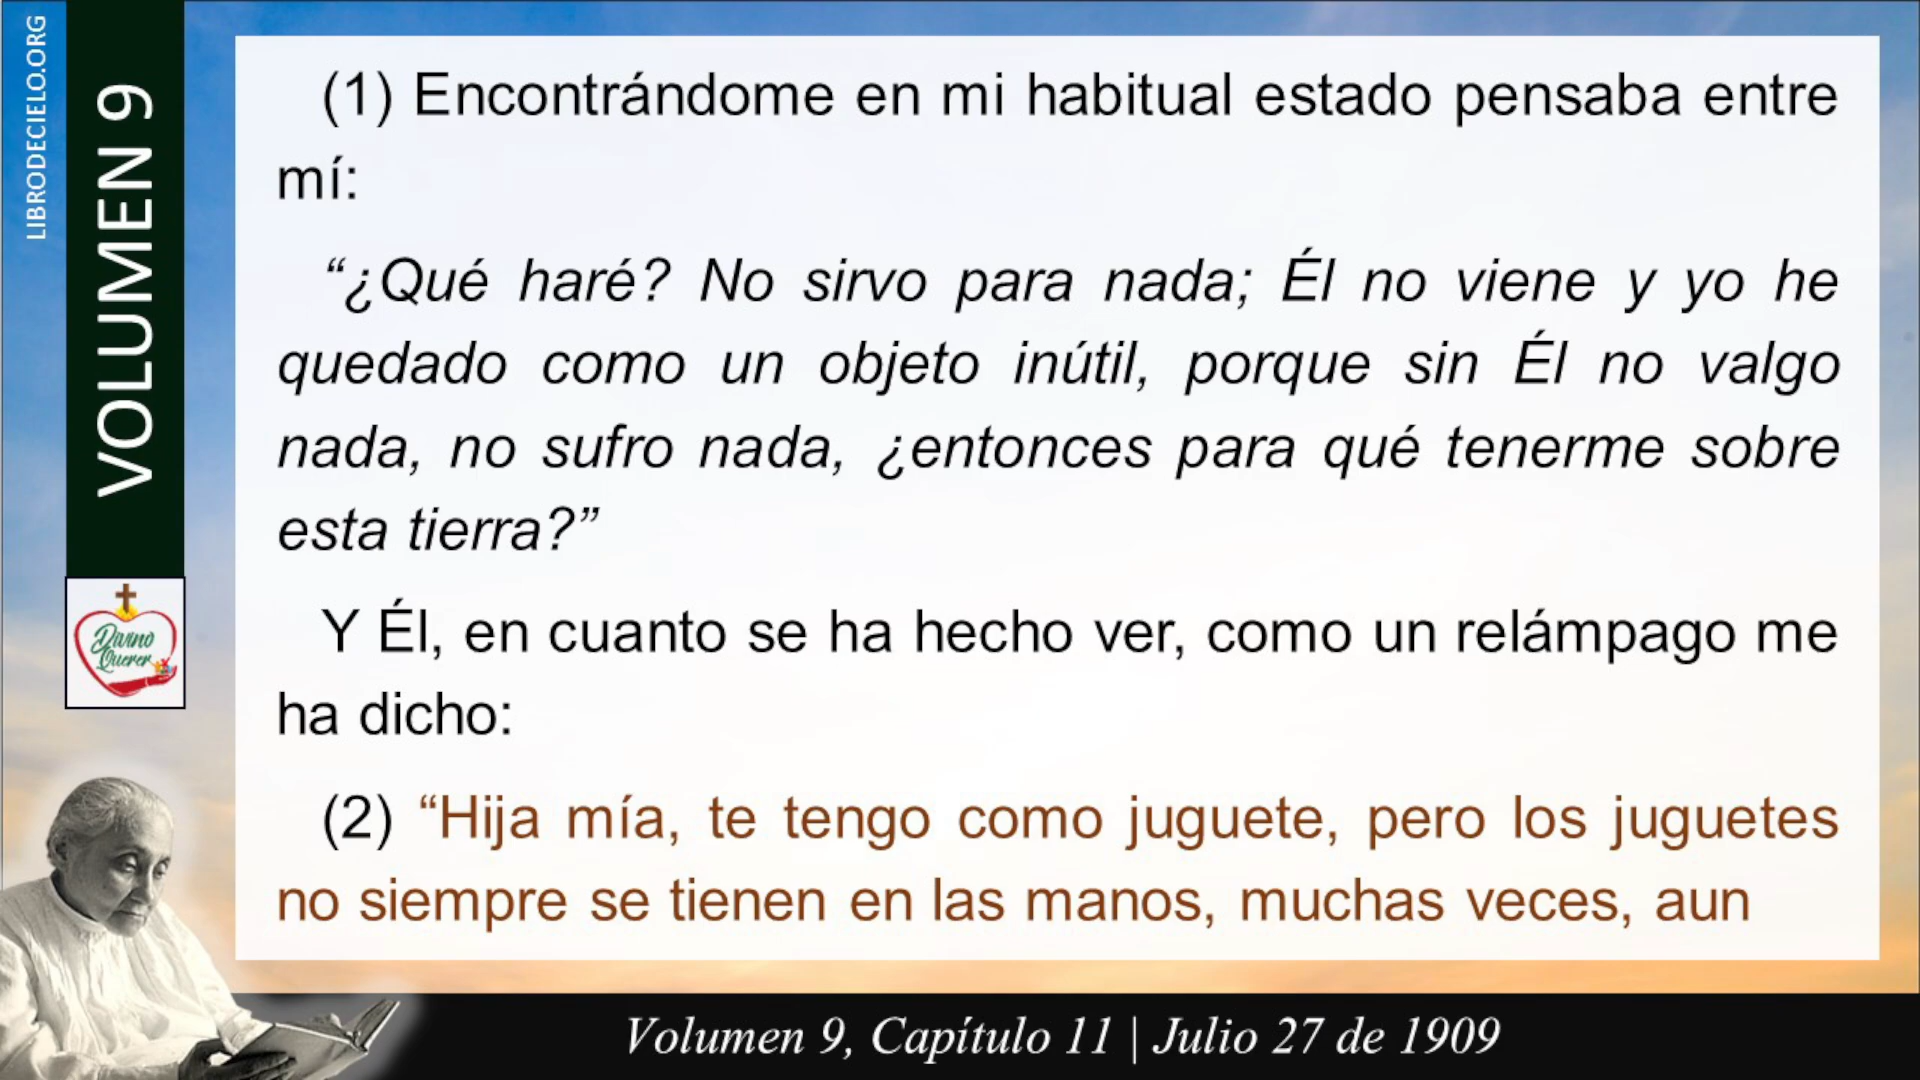 LIBRODECIELO.ORG
VOLUMEN 9
(1) Encontrándome en mi habitual estado pensaba entre
mí:
“¿Qué haré? No sirvo para nada; Él no viene y yo he
quedado como un objeto inútil, porque sin Él no valgo
nada, no sufro nada, ¿entonces para qué tenerme sobre
esta tierra?”
Y Él, en cuanto se ha hecho ver, como un relámpago me
ha dicho:
(2) “Hija mía, te tengo como juguete, pero los juguetes
no siempre se tienen en las manos, muchas veces, aun
Divino
Querer
Volumen 9, Capítulo 11 | Julio 27 de 1909